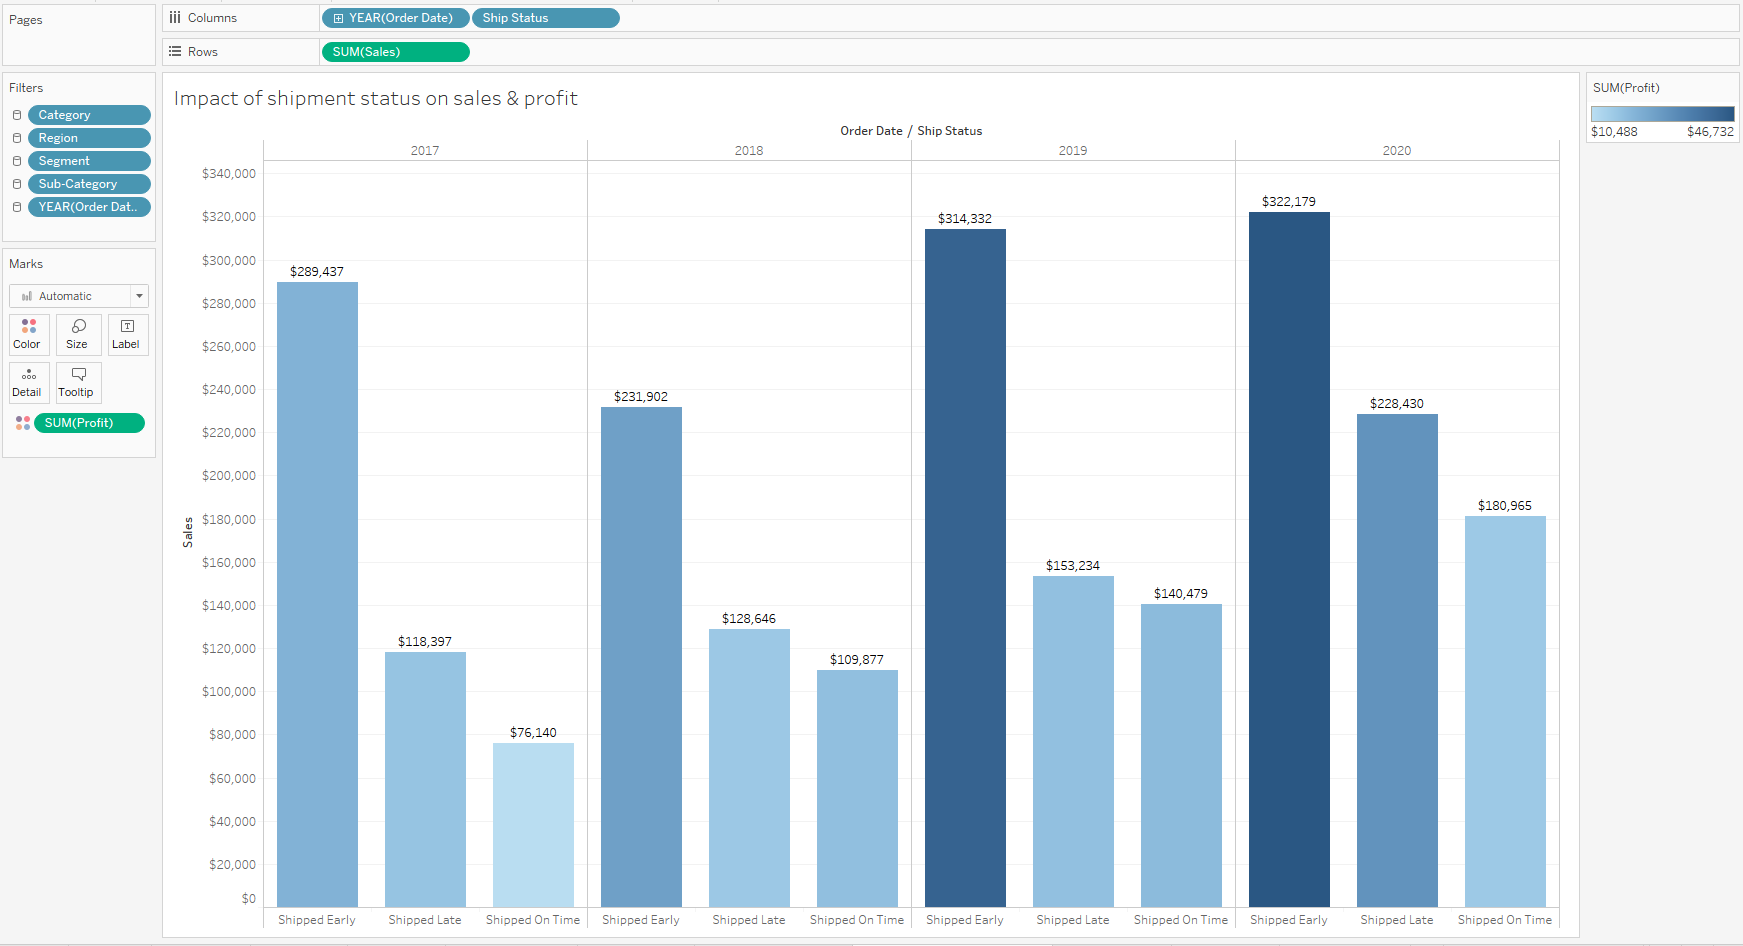 Pages
Columns
YEAR(Order Date)
Ship Status
Rows
SUM(Sales)
Filters
Category
Region
Segment
Sub-Category
YEAR(Order Dat..
Marks
Automatic
Color
Size
Label
Detail
Tooltip
SUM(Profit)
Impact of shipment status on sales & profit
Order Date / Ship Status
2017
2018
2019
2020
Sales
$340,000
$320,000
$300,000
$280,000
$260,000
$240,000
$220,000
$200,000
$180,000
$160,000
$140,000
$120,000
$100,000
$80,000
$60,000
$40,000
$20,000
$0
$289,437
$118,397
$76,140
$231,902
$128,646
$109,877
$314,332
$153,234
$140,479
$322,179
$228,430
$180,965
Shipped Early
Shipped Late
Shipped On Time
Shipped Early
Shipped Late
Shipped On Time
Shipped Early
Shipped Late
Shipped On Time
Shipped Early
Shipped Late
Shipped On Time
SUM(Profit)
$10,488
$46,732